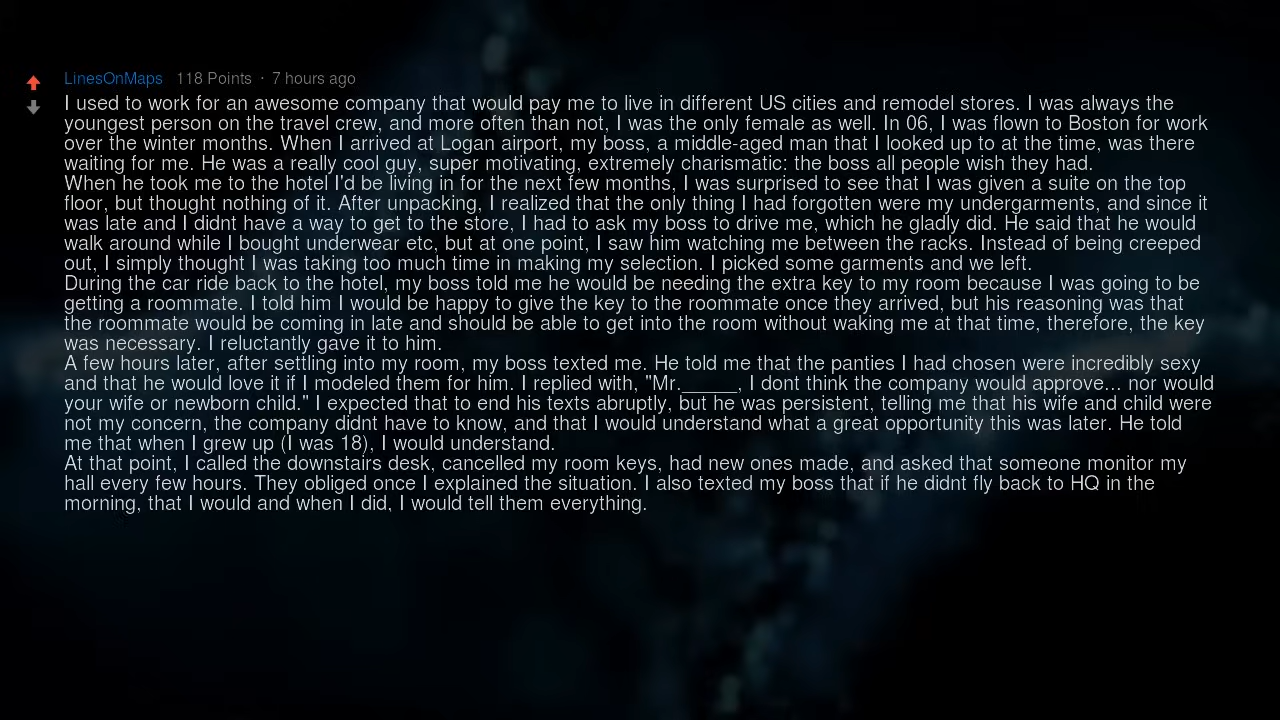 LinesOnMaps 118 Points · 7 hours ago
I used to work for an awesome company that would pay me to live in different US cities and remodel stores. I was always the
youngest person on the travel crew, and more often than not, I was the only female as well. In 06, I was flown to Boston for work
over the winter months. When I arrived at Logan airport, my boss, a middle-aged man that I looked up to at the time, was there
waiting for me. He was a really cool guy, super motivating, extremely charismatic: the boss all people wish they had.
When he took me to the hotel I'd be living in for the next few months, I was surprised to see that I was given a suite on the top
floor, but thought nothing of it. After unpacking, I realized that the only thing I had forgotten were my undergarments, and since it
was late and I didnt have a way to get to the store, I had to ask my boss to drive me, which he gladly did. He said that he would
walk around while I bought underwear etc, but at one point, I saw him watching me between the racks. Instead of being creeped
out, I simply thought I was taking too much time in making my selection. I picked some garments and we left.
During the car ride back to the hotel, my boss told me he would be needing the extra key to my room because I was going to be
getting a roommate. I told him I would be happy to give the key to the roommate once they arrived, but his reasoning was that
the roommate would be coming in late and should be able to get into the room without waking me at that time, therefore, the key
was necessary. I reluctantly gave it to him.
A few hours later, after settling into my room, my boss texted me. He told me that the panties I had chosen were incredibly sexy
and that he would love it if I modeled them for him. I replied with, "Mr._____, I dont think the company would approve... nor would
your wife or newborn child." I expected that to end his texts abruptly, but he was persistent, telling me that his wife and child were
not my concern, the company didnt have to know, and that I would understand what a great opportunity this was later. He told
me that when I grew up (I was 18), I would understand.
At that point, I called the downstairs desk, cancelled my room keys, had new ones made, and asked that someone monitor my
hall every few hours. They obliged once I explained the situation. I also texted my boss that if he didnt fly back to HQ in the
morning, that I would and when I did, I would tell them everything.